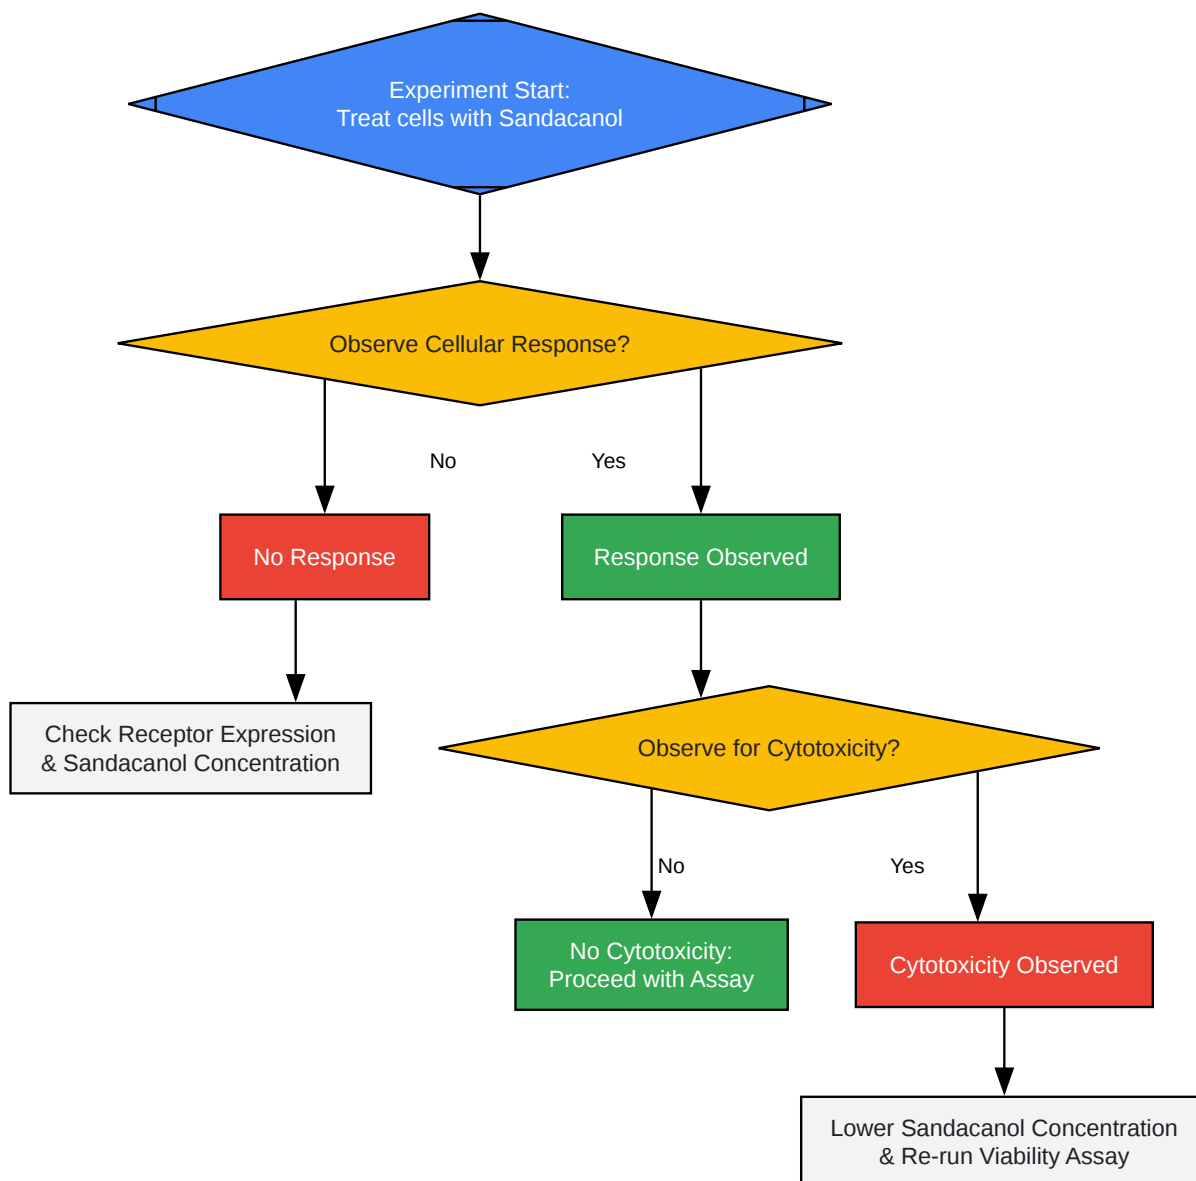 Experiment Start:
Treat cells with Sandacanol
Observe Cellular Response?
No
Yes
No Response
Response Observed
Check Receptor Expression
& Sandacanol Concentration
Observe for Cytotoxicity?
No
Yes
No Cytotoxicity:
Proceed with Assay
Cytotoxicity Observed
Lower Sandacanol Concentration
& Re-run Viability Assay